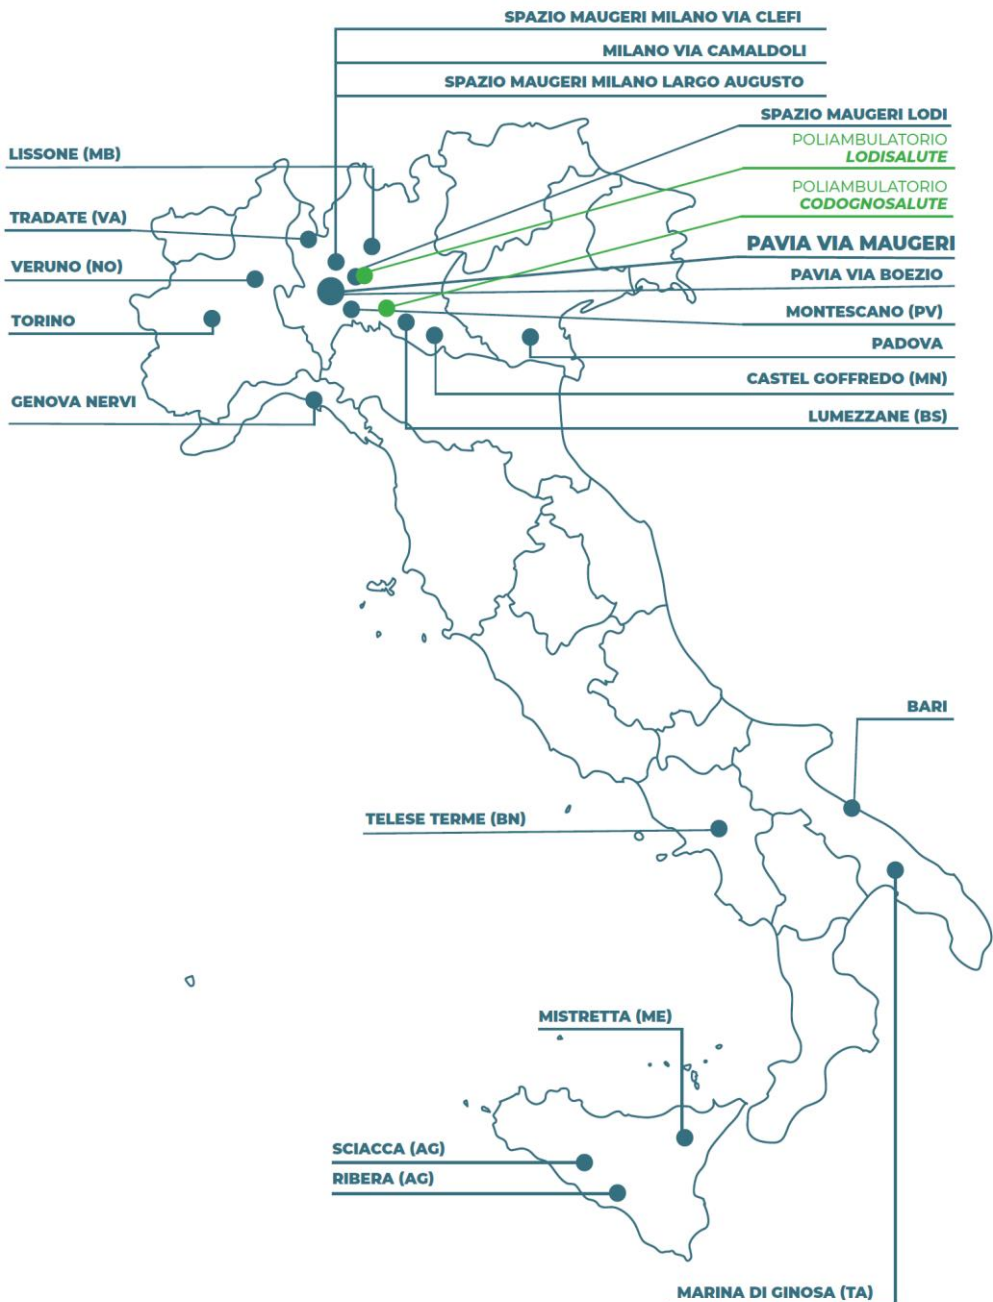 SPAZIO MAUGERI MILANO VIA CLEFI
MILANO VIA CAMALDOLI
SPAZIO MAUGERI MILANO LARGO AUGUSTO
SPAZIO MAUGERI LODI
POLIAMBULATORIO
LODISALUTE
POLIAMBULATORIO
CODOGNOSALUTE
PAVIA VIA MAUGERI
PAVIA VIA BOEZIO
MONTESCANO (PV)
PADOVA
CASTEL GOFFREDO (MN)
LUMEZZANE (BS)
LISSONE (MB)
TRADATE (VA)
VERUNO (NO)
TORINO
GENOVA NERVI
BARI
TELESE TERME (BN)
MISTRETTA (ME)
SCIACCA (AG)
RIBERA (AG)
MARINA DI GINOSA (TA)